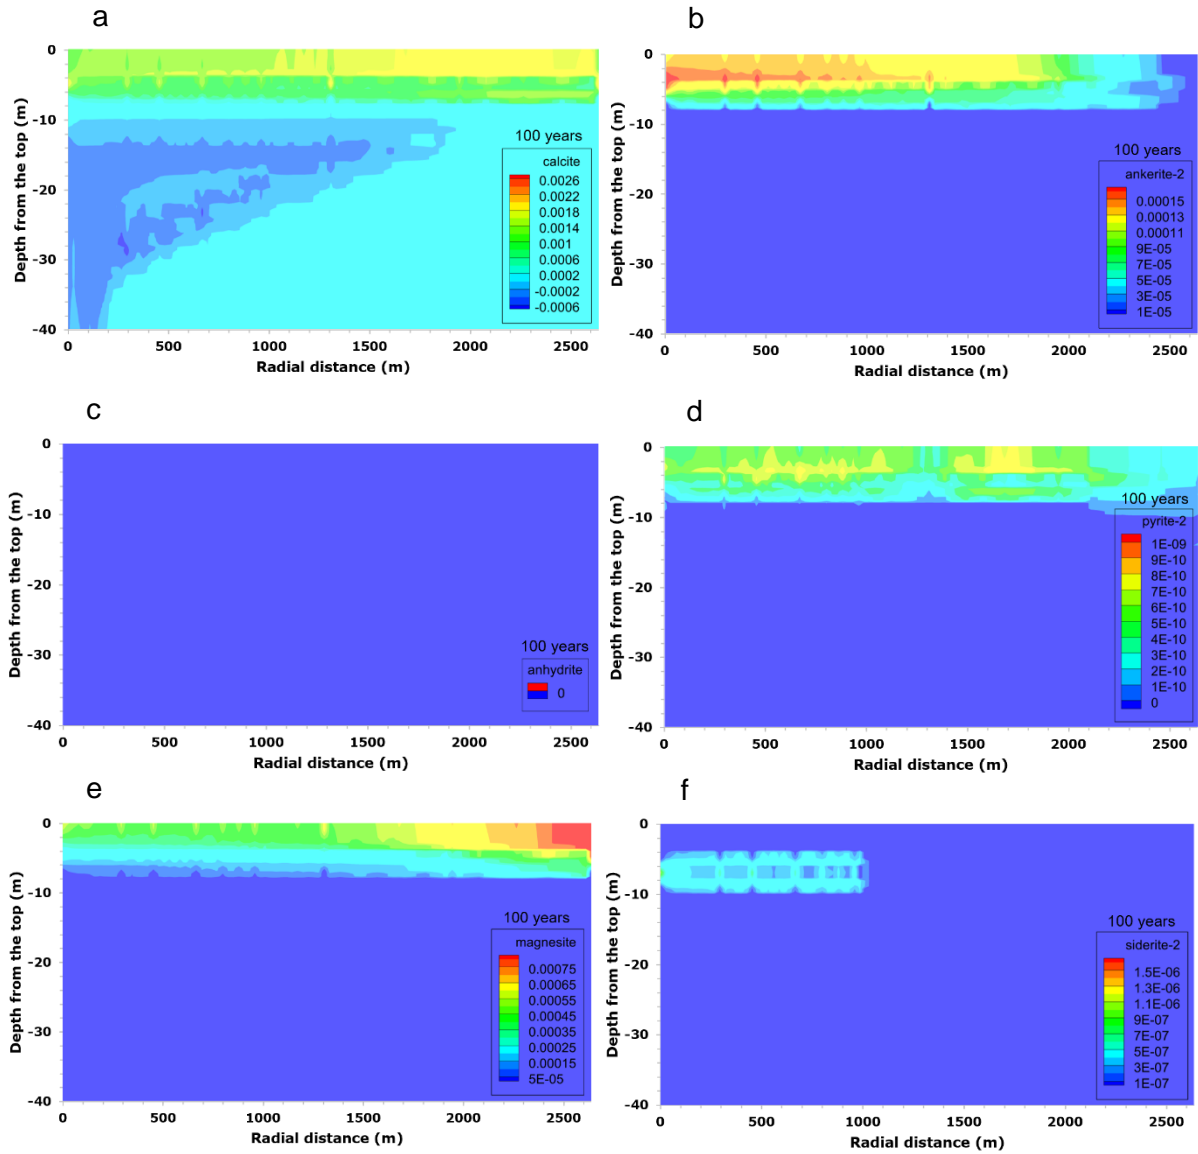 a
0
-10
-20
-30
-40
Depth from the top (m)
0 500 1000 1500 2000 2500
Radial distance (m)
100 years
calcite
0.0026
0.0022
0.0018
0.0014
0.001
0.0006
0.0002
-0.0002
-0.0006
b
0
-10
-20
-30
-40
Depth from the top (m)
0 500 1000 1500 2000 2500
Radial distance (m)
100 years
ankerite-2
0.00015
0.00013
0.00011
9E-05
7E-05
5E-05
3E-05
1E-05
c
0
-10
-20
-30
-40
Depth from the top (m)
0 500 1000 1500 2000 2500
Radial distance (m)
100 years
anhydrite
0
d
0
-10
-20
-30
-40
Depth from the top (m)
0 500 1000 1500 2000 2500
Radial distance (m)
100 years
pyrite-2
1E-09
9E-10
8E-10
7E-10
6E-10
5E-10
4E-10
3E-10
2E-10
1E-10
0
e
0
-10
-20
-30
-40
Depth from the top (m)
0 500 1000 1500 2000 2500
Radial distance (m)
100 years
magnesite
0.00075
0.00065
0.00055
0.00045
0.00035
0.00025
0.00015
5E-05
f
0
-10
-20
-30
-40
Depth from the top (m)
0 500 1000 1500 2000 2500
Radial distance (m)
100 years
siderite-2
1.5E-06
1.3E-06
1.1E-06
9E-07
7E-07
5E-07
3E-07
1E-07